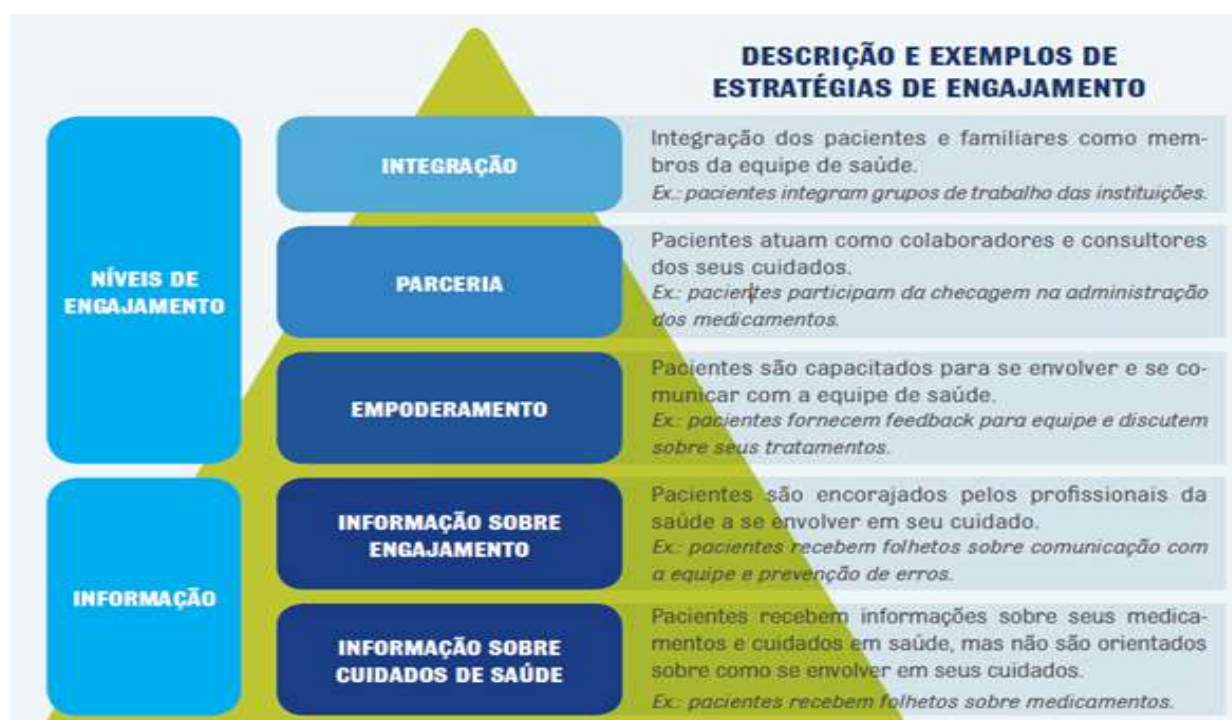 DESCRIÇÃO E EXEMPLOS DE
ESTRATÉGIAS DE ENGAJAMENTO
NÍVEIS DE
ENGAJAMENTO
INTEGRAÇÃO
Integração dos pacientes e familiares como mem-
bros da equipe de saúde.
Ex.: pacientes integram grupos de trabalho das instituições.
PARCERIA
Pacientes atuam como colaboradores e consultores
dos seus cuidados.
Ex.: pacientes participam da checagem na administração
dos medicamentos.
EMPODERAMENTO
Pacientes são capacitados para se envolver e se co-
municar com a equipe de saúde.
Ex.: pacientes fornecem feedback para equipe e discutem
sobre seus tratamentos.
INFORMAÇÃO
INFORMAÇÃO SOBRE
ENGAJAMENTO
Pacientes são encorajados pelos profissionais da
saúde a se envolver em seu cuidado.
Ex.: pacientes recebem folhetos sobre comunicação com
a equipe e prevenção de erros.
INFORMAÇÃO SOBRE
CUIDADOS DE SAÚDE
Pacientes recebem informações sobre seus medica-
mentos e cuidados em saúde, mas não são orientados
sobre como se envolver em seus cuidados.
Ex.: pacientes recebem folhetos sobre medicamentos.